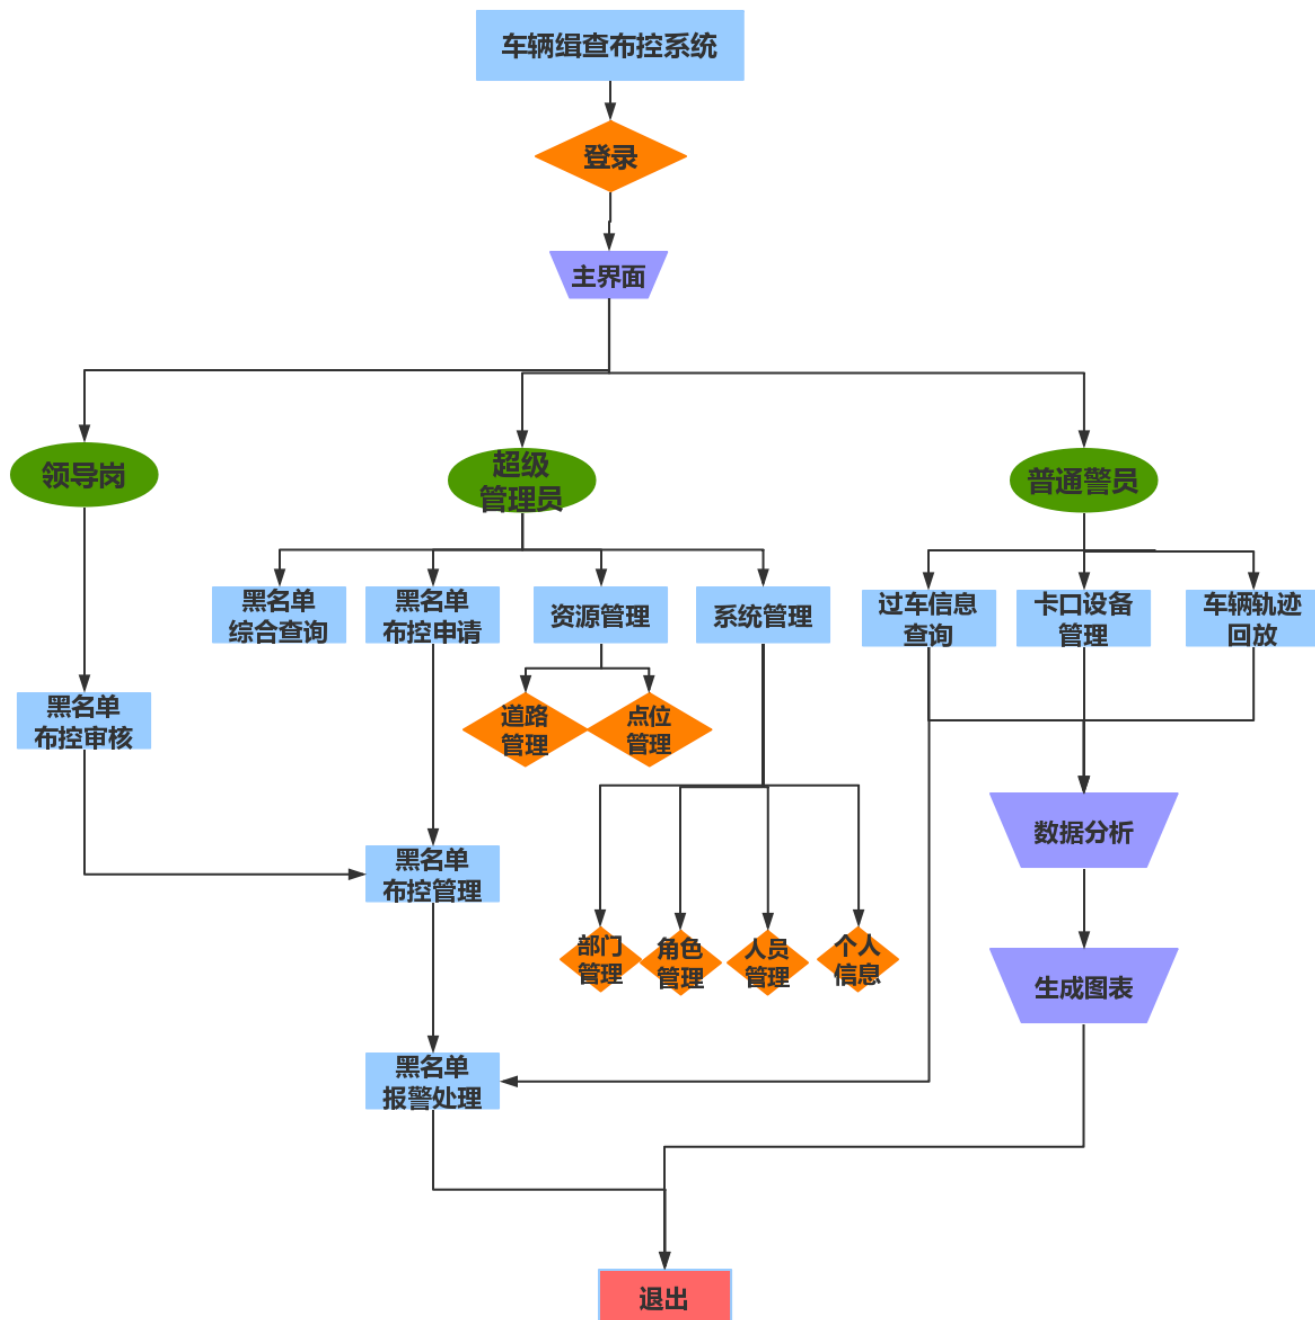 车辆缉查布控系统
登录
主界面
领导岗
超级
管理员
普通警员
黑名单
综合查询
黑名单
布控申请
资源管理
系统管理
过车信息
查询
卡口设备
管理
车辆轨迹
回放
黑名单
布控审核
道路
管理
点位
管理
数据分析
黑名单
布控管理
部门
管理
角色
管理
人员
管理
个人
信息
生成图表
黑名单
报警处理
退出